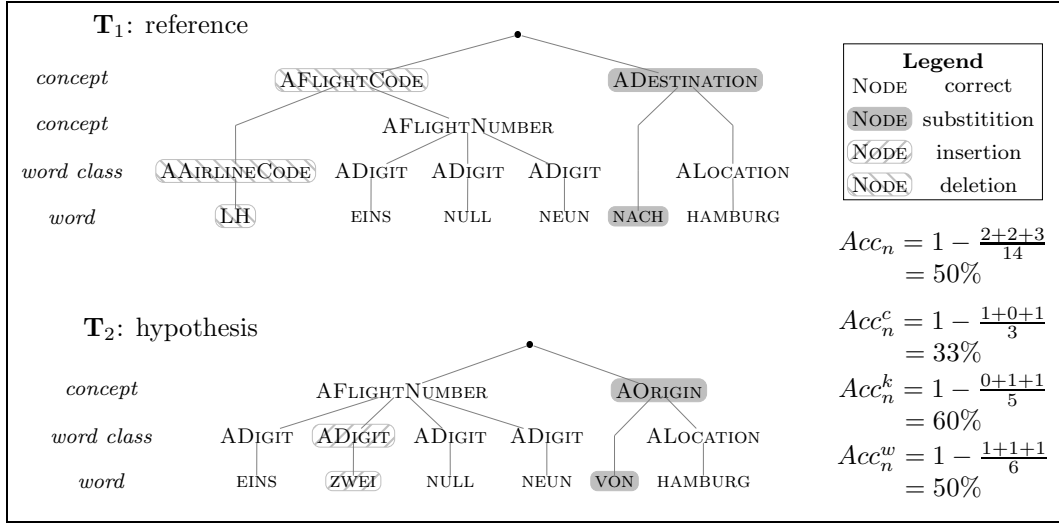 T₁: reference
concept AFlightCode ADestination
concept AFlightNumber
word class AAirlineCode ADigit ADigit ADigit ALocation
word LH eins null neun nach hamburg
Legend
Node correct
Node substitition
Node insertion
Node deletion
Accₙ = 1 − (2+2+3)/14
= 50%
Accₙᶜ = 1 − (1+0+1)/3
= 33%
Accₙᵏ = 1 − (0+1+1)/5
= 60%
Accₙʷ = 1 − (1+1+1)/6
= 50%
T₂: hypothesis
concept AFlightNumber AOrigin
word class ADigit ADigit ADigit ADigit ALocation
word eins zwei null neun von hamburg